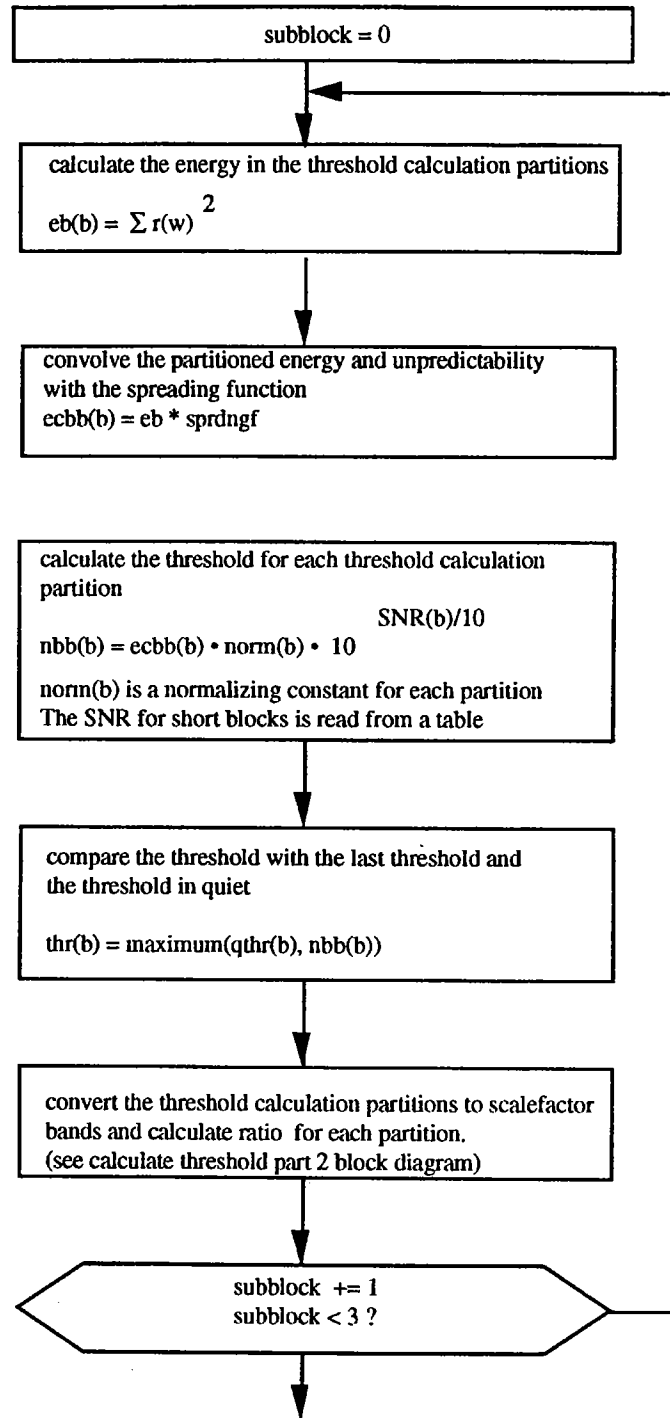 subblock = 0
calculate the energy in the threshold calculation partitions
eb(b) = Σ r(w) 2
convolve the partitioned energy and unpredictability
with the spreading function
ecbb(b) = eb * sprdngf
calculate the threshold for each threshold calculation
partition
SNR(b)/10
nbb(b) = ecbb(b) • norm(b) • 10
norm(b) is a normalizing constant for each partition
The SNR for short blocks is read from a table
compare the threshold with the last threshold and
the threshold in quiet
thr(b) = maximum(qthr(b), nbb(b))
convert the threshold calculation partitions to scalefactor
bands and calculate ratio for each partition.
(see calculate threshold part 2 block diagram)
subblock += 1
subblock < 3 ?